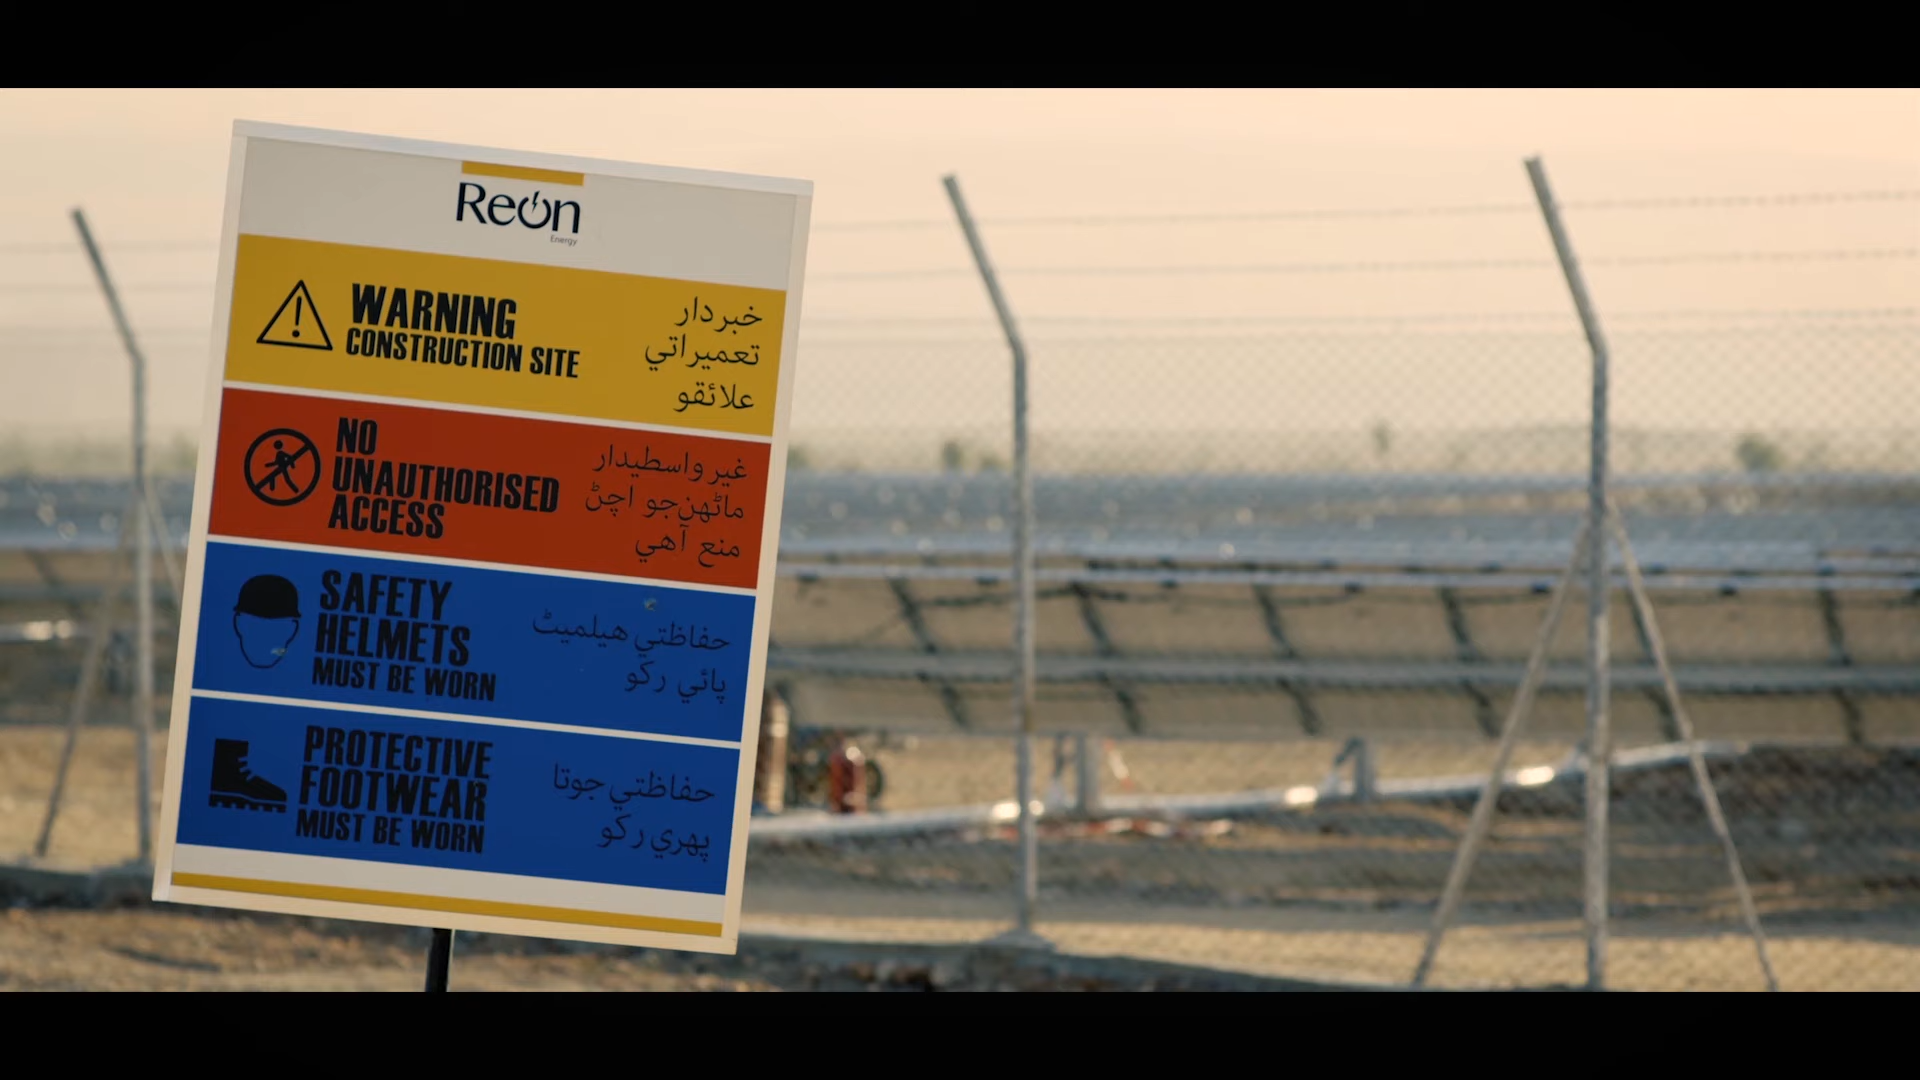 Reon
Energy
WARNING
CONSTRUCTION SITE
خبردار
تعميراتي
علائقو
NO
UNAUTHORISED
ACCESS
غير واسطيدار
ماڻهن جو اچڻ
منع آهي
SAFETY
HELMETS
MUST BE WORN
حفاظتي هيلميٽ
پائي رکو
PROTECTIVE
FOOTWEAR
MUST BE WORN
حفاظتي جوتا
پهري رکو